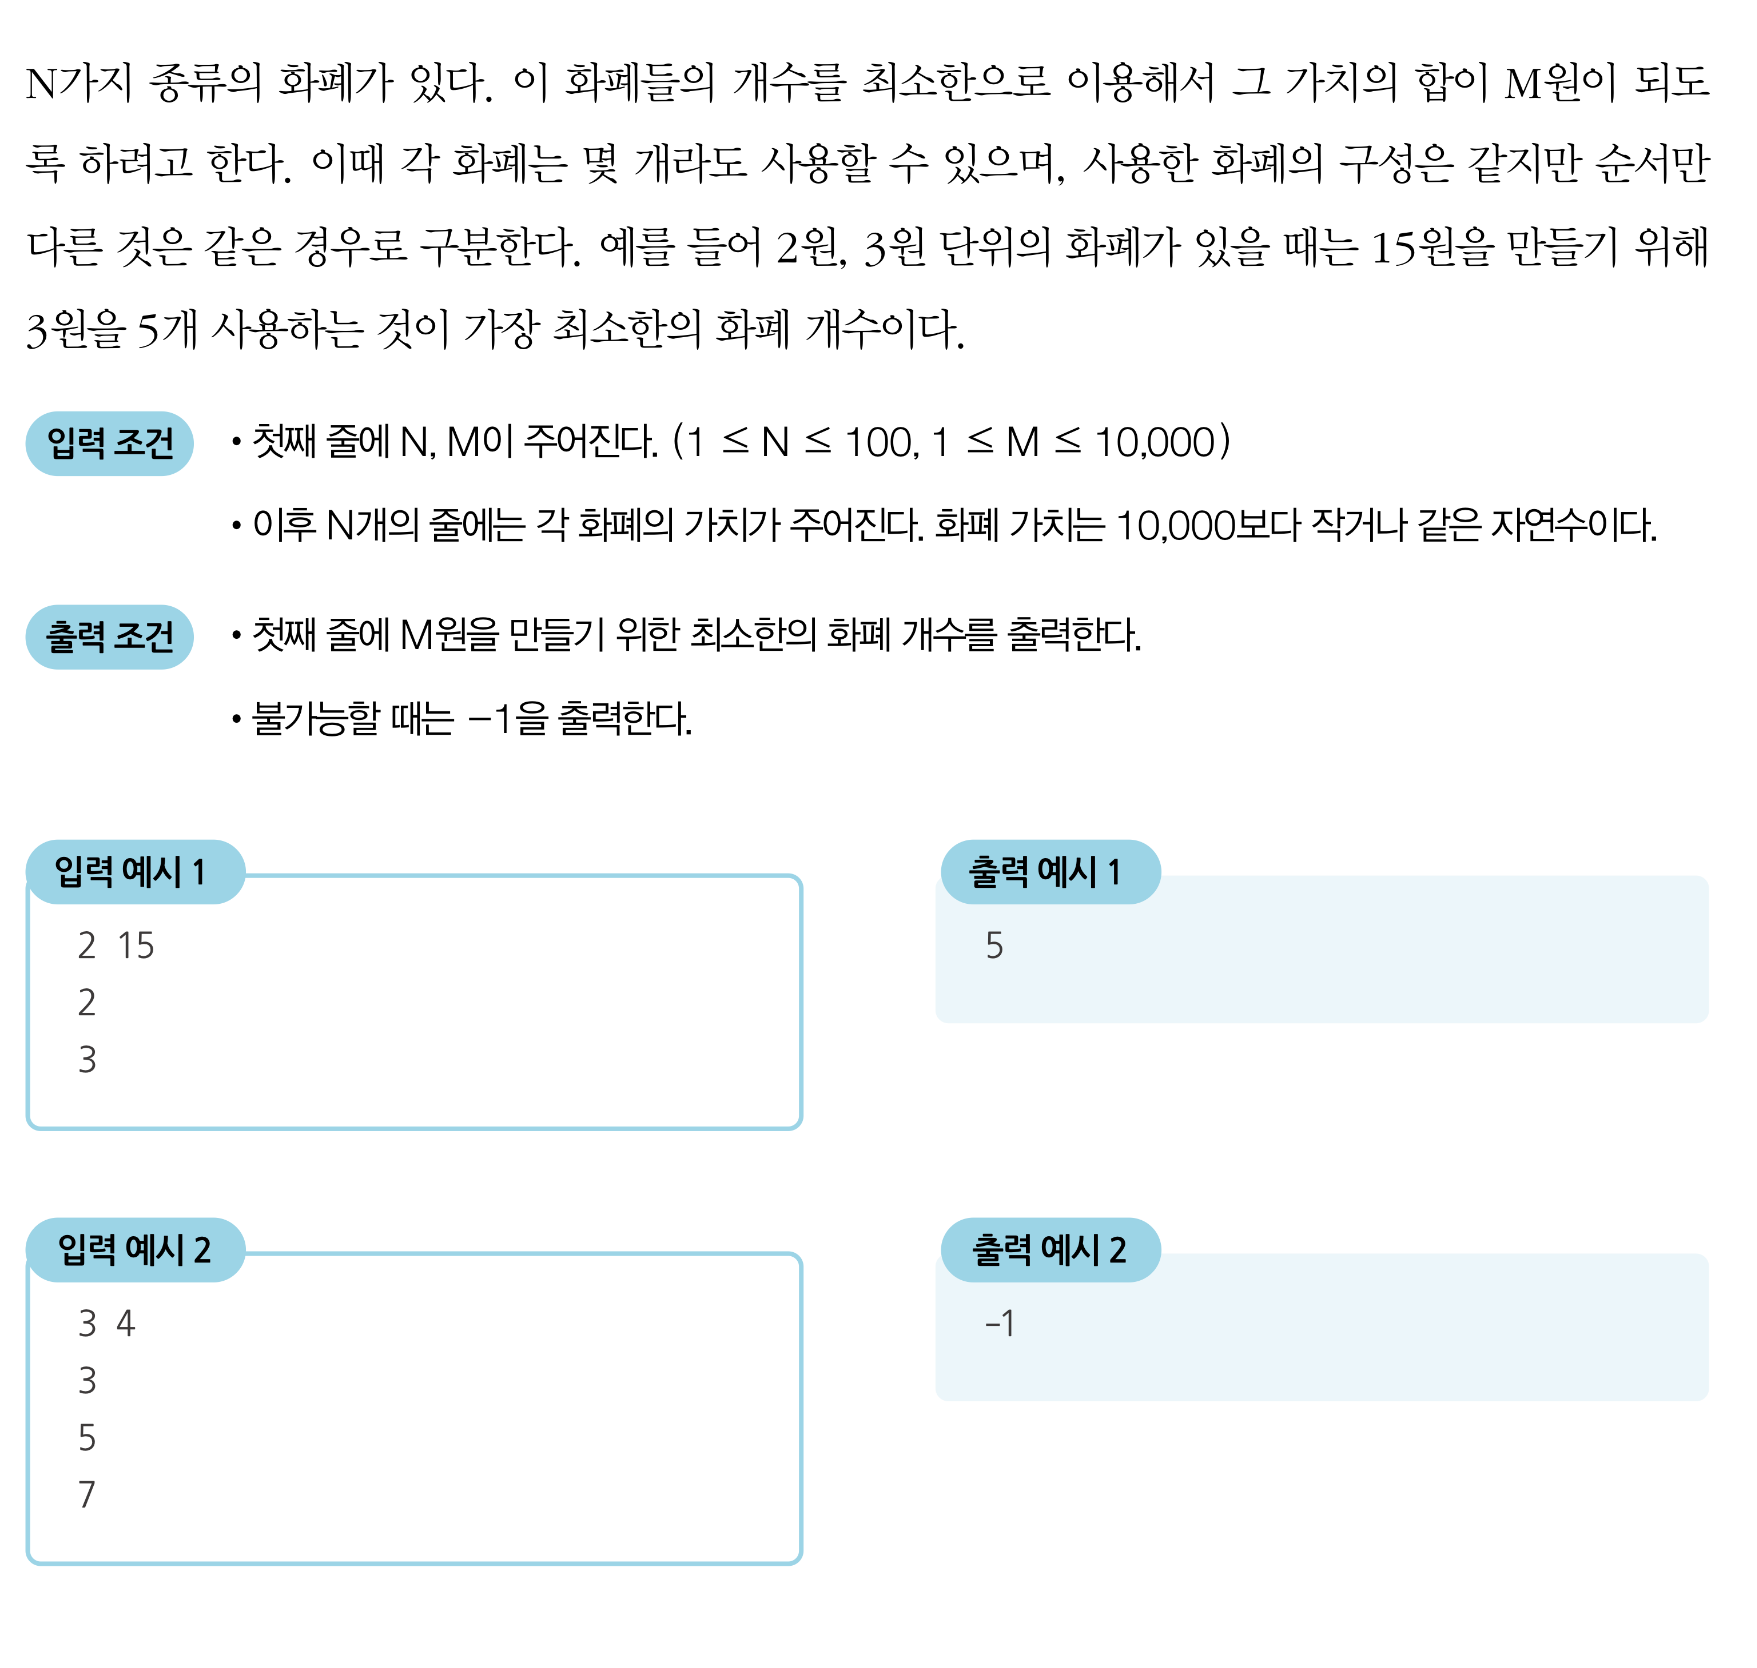 N가지 종류의 화폐가 있다. 이 화폐들의 개수를 최소한으로 이용해서 그 가치의 합이 M원이 되도
록 하려고 한다. 이때 각 화폐는 몇 개라도 사용할 수 있으며, 사용한 화폐의 구성은 같지만 순서만
다른 것은 같은 경우로 구분한다. 예를 들어 2원, 3원 단위의 화폐가 있을 때는 15원을 만들기 위해
3원을 5개 사용하는 것이 가장 최소한의 화폐 개수이다.
입력 조건 • 첫째 줄에 N, M이 주어진다. (1 ≤ N ≤ 100, 1 ≤ M ≤ 10,000)
• 이후 N개의 줄에는 각 화폐의 가치가 주어진다. 화폐 가치는 10,000보다 작거나 같은 자연수이다.
출력 조건 • 첫째 줄에 M원을 만들기 위한 최소한의 화폐 개수를 출력한다.
• 불가능할 때는 −1을 출력한다.
입력 예시 1
2 15
2
3
출력 예시 1
5
입력 예시 2
3 4
3
5
7
출력 예시 2
–1